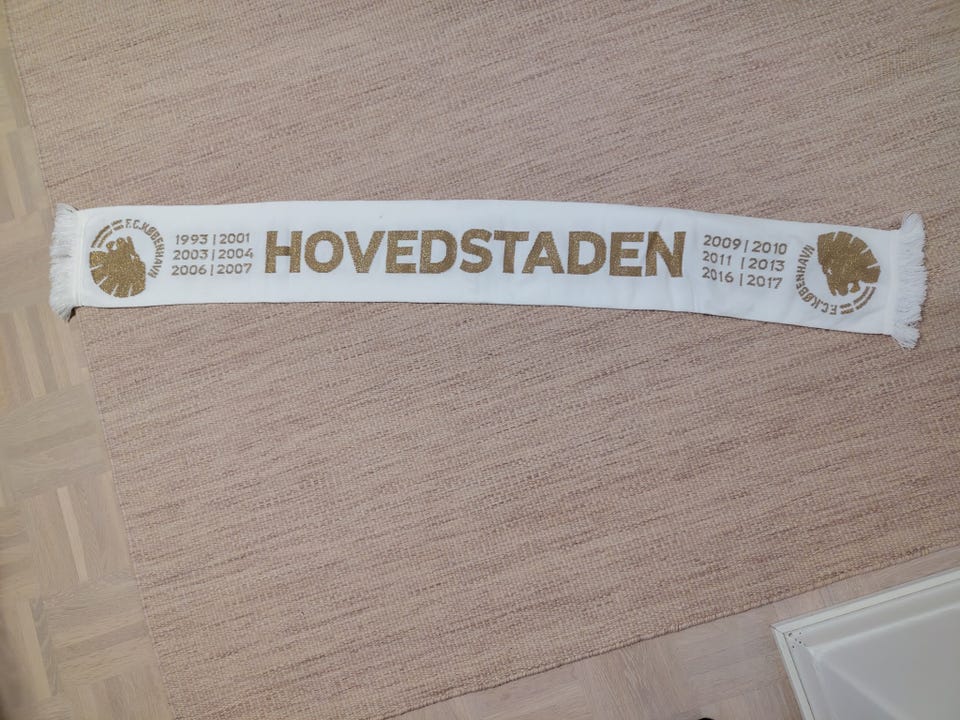 F.C.KØBENHAVN
1993 | 2001
2003 | 2004
2006 | 2007
HOVEDSTADEN
2009 | 2010
2011 | 2013
2016 | 2017
F.C.KØBENHAVN